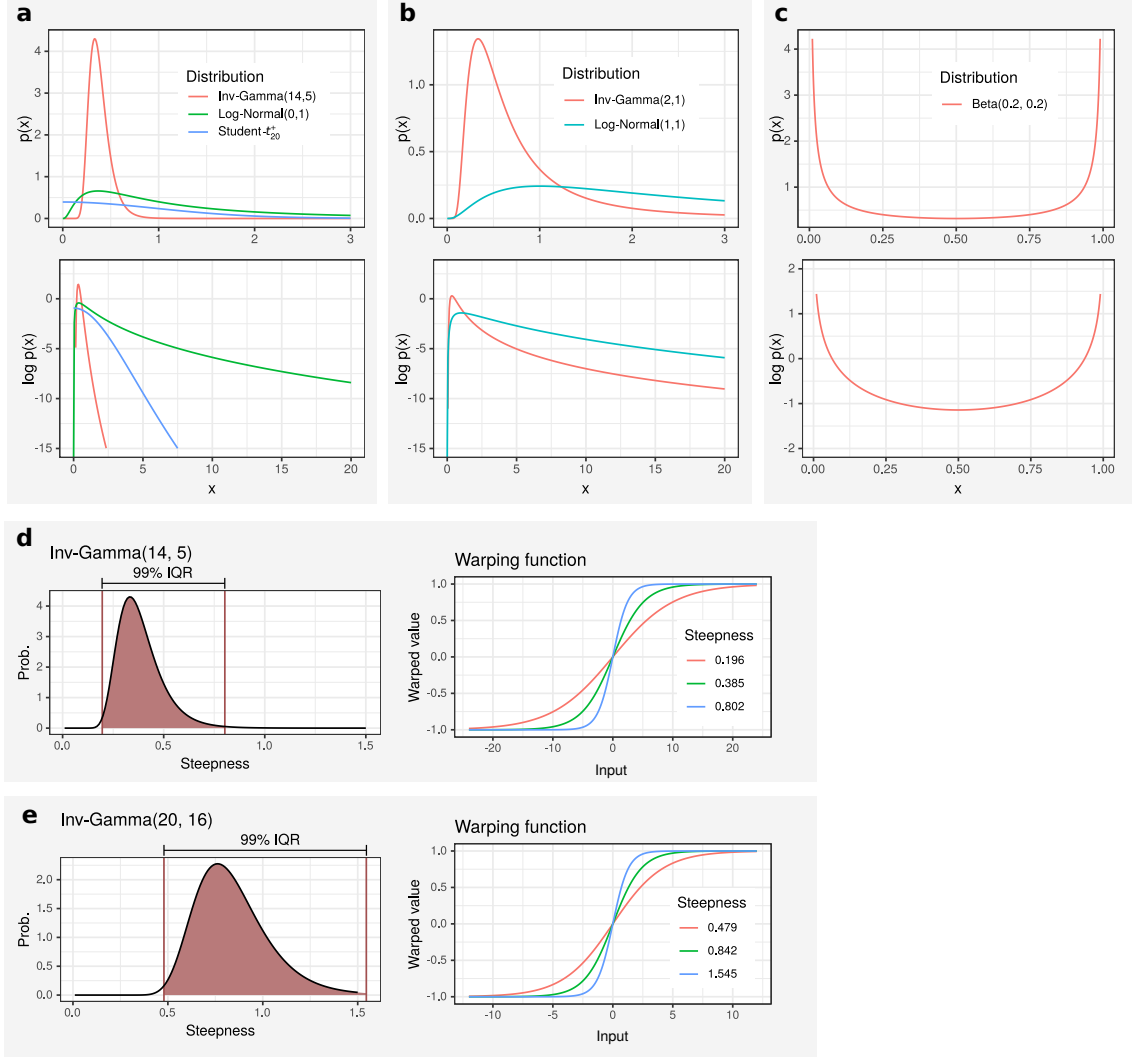 a
p(x)
4
3
2
1
0
Distribution
Inv-Gamma(14,5)
Log-Normal(0,1)
Student-t₂₀⁺
0 1 2 3
log p(x)
0
-5
-10
-15
0 5 10 15 20
x
b
p(x)
1.0
0.5
0.0
Distribution
Inv-Gamma(2,1)
Log-Normal(1,1)
0 1 2 3
log p(x)
0
-5
-10
-15
0 5 10 15 20
x
c
p(x)
4
3
2
1
Distribution
Beta(0.2, 0.2)
0.00 0.25 0.50 0.75 1.00
log p(x)
2
1
0
-1
-2
0.00 0.25 0.50 0.75 1.00
x
d
Inv-Gamma(14, 5)
99% IQR
Prob.
4
3
2
1
0
0.0 0.5 1.0 1.5
Steepness
Warping function
Warped value
1.0
0.5
0.0
-0.5
-1.0
Steepness
0.196
0.385
0.802
-20 -10 0 10 20
Input
e
Inv-Gamma(20, 16)
99% IQR
Prob.
2.0
1.5
1.0
0.5
0.0
0.0 0.5 1.0 1.5
Steepness
Warping function
Warped value
1.0
0.5
0.0
-0.5
-1.0
Steepness
0.479
0.842
1.545
-10 -5 0 5 10
Input